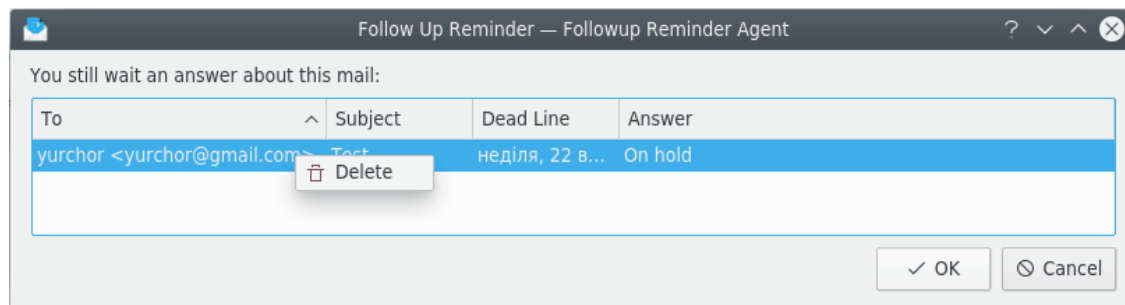 Follow Up Reminder — Followup Reminder Agent
You still wait an answer about this mail:
To Subject Dead Line Answer
yurchor <yurchor@gmail.com> Test неділя, 22 в... On hold
Delete
OK Cancel